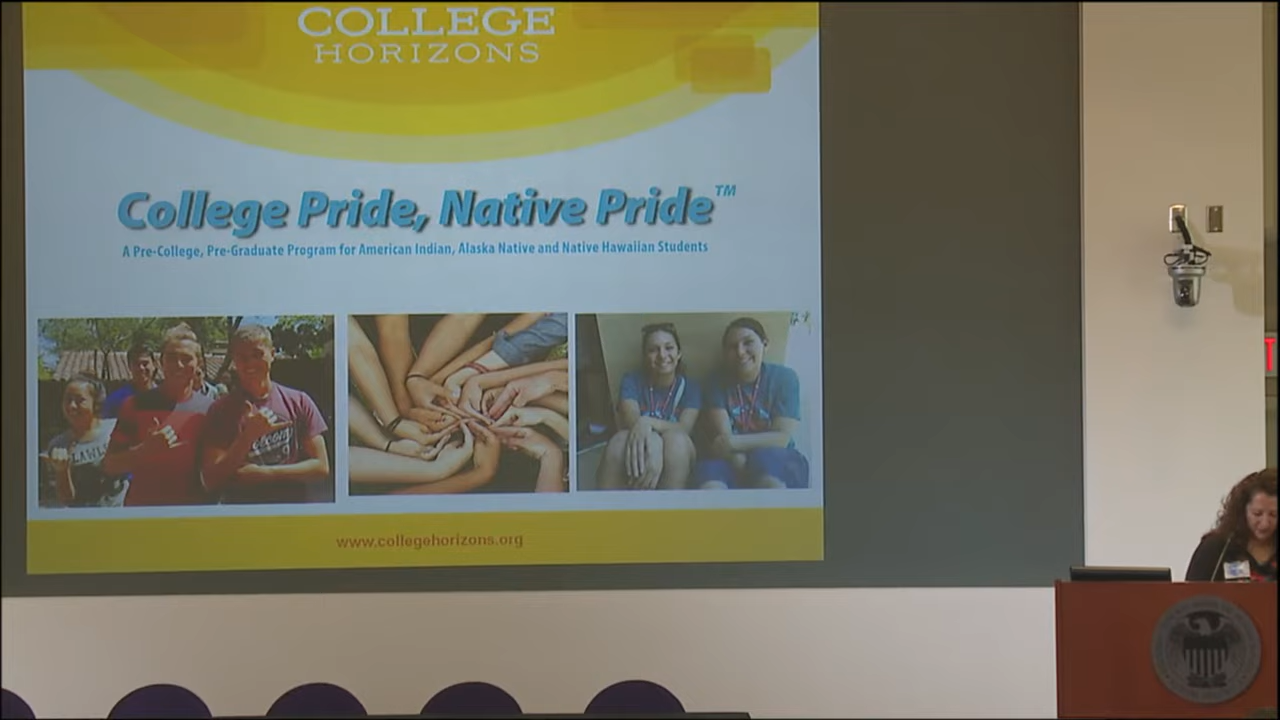 COLLEGE
HORIZONS
College Pride, Native Pride™
A Pre-College, Pre-Graduate Program for American Indian, Alaska Native and Native Hawaiian Students
www.collegehorizons.org